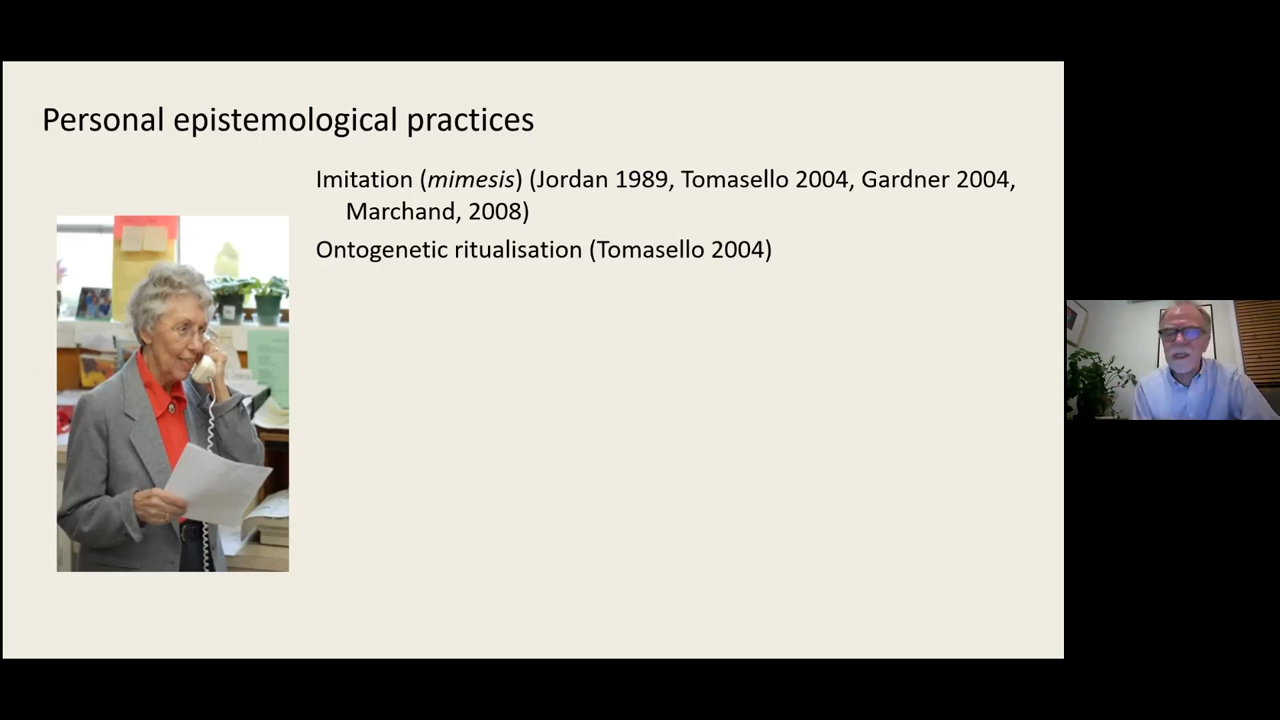 Personal epistemological practices
Imitation (mimesis) (Jordan 1989, Tomasello 2004, Gardner 2004,
Marchand, 2008)
Ontogenetic ritualisation (Tomasello 2004)